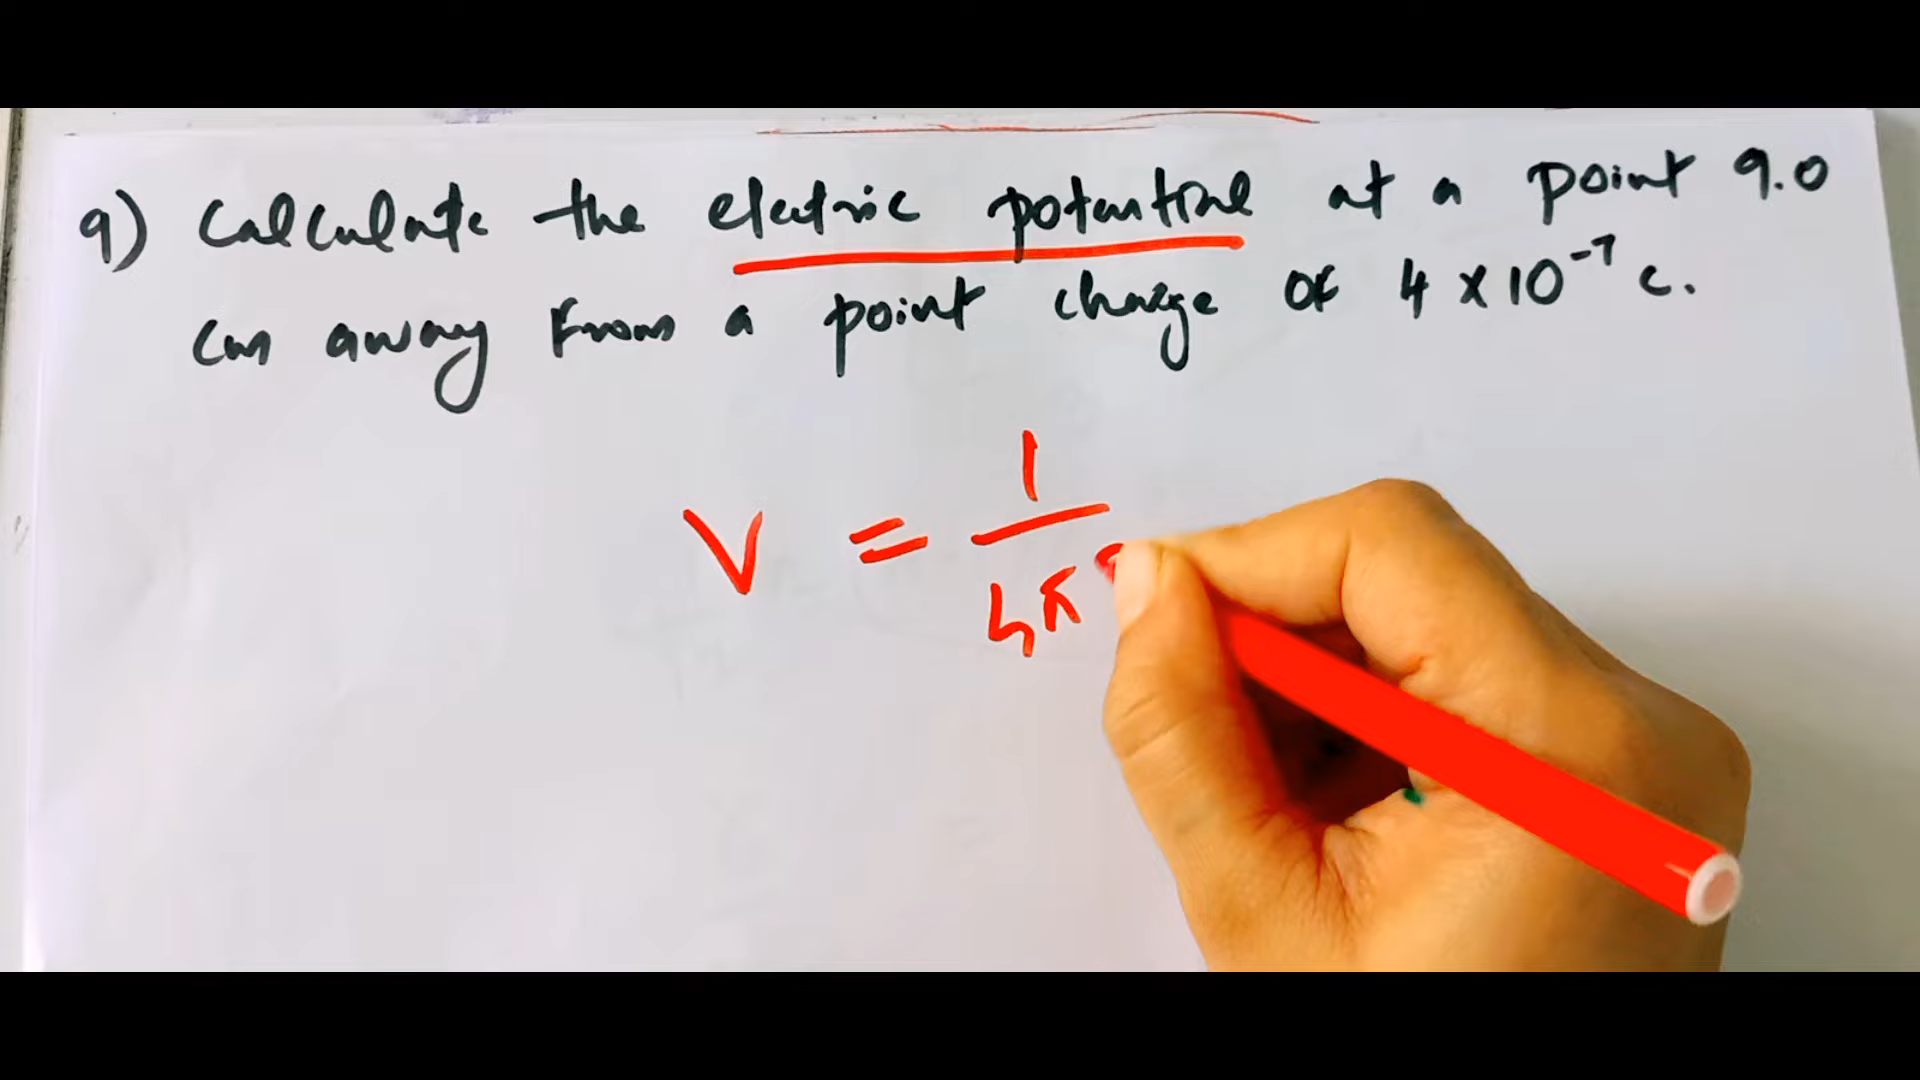 9) Calculate the electric potential at a point 9.0
cm away from a point charge of 4 x 10⁻⁷ c.
V = 1
4π